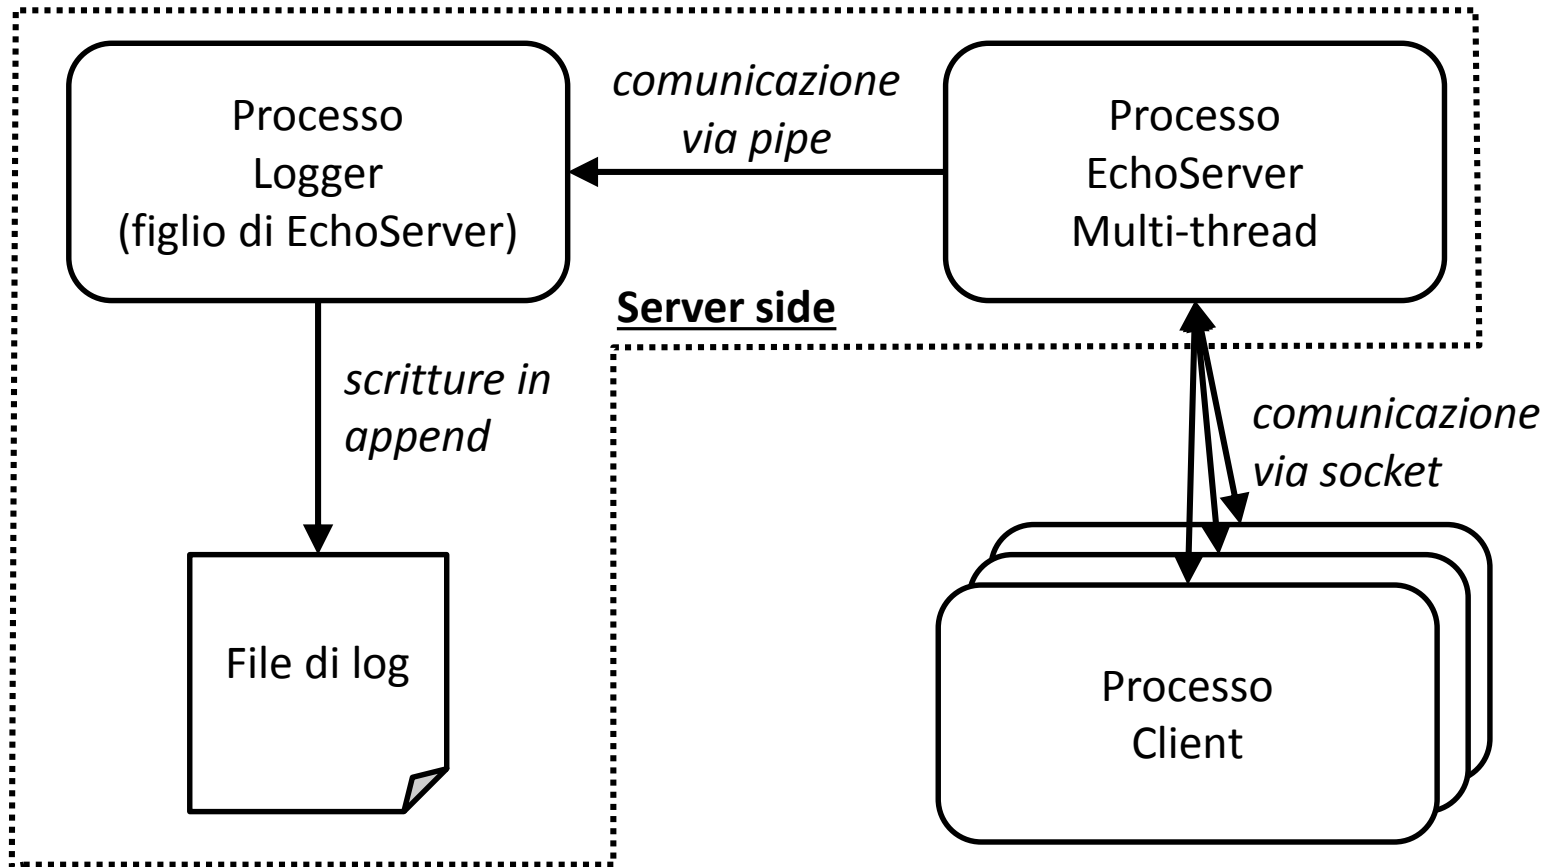 Processo
Logger
(figlio di EchoServer)
comunicazione
via pipe
Processo
EchoServer
Multi-thread
Server side
scritture in
append
comunicazione
via socket
File di log
Processo
Client